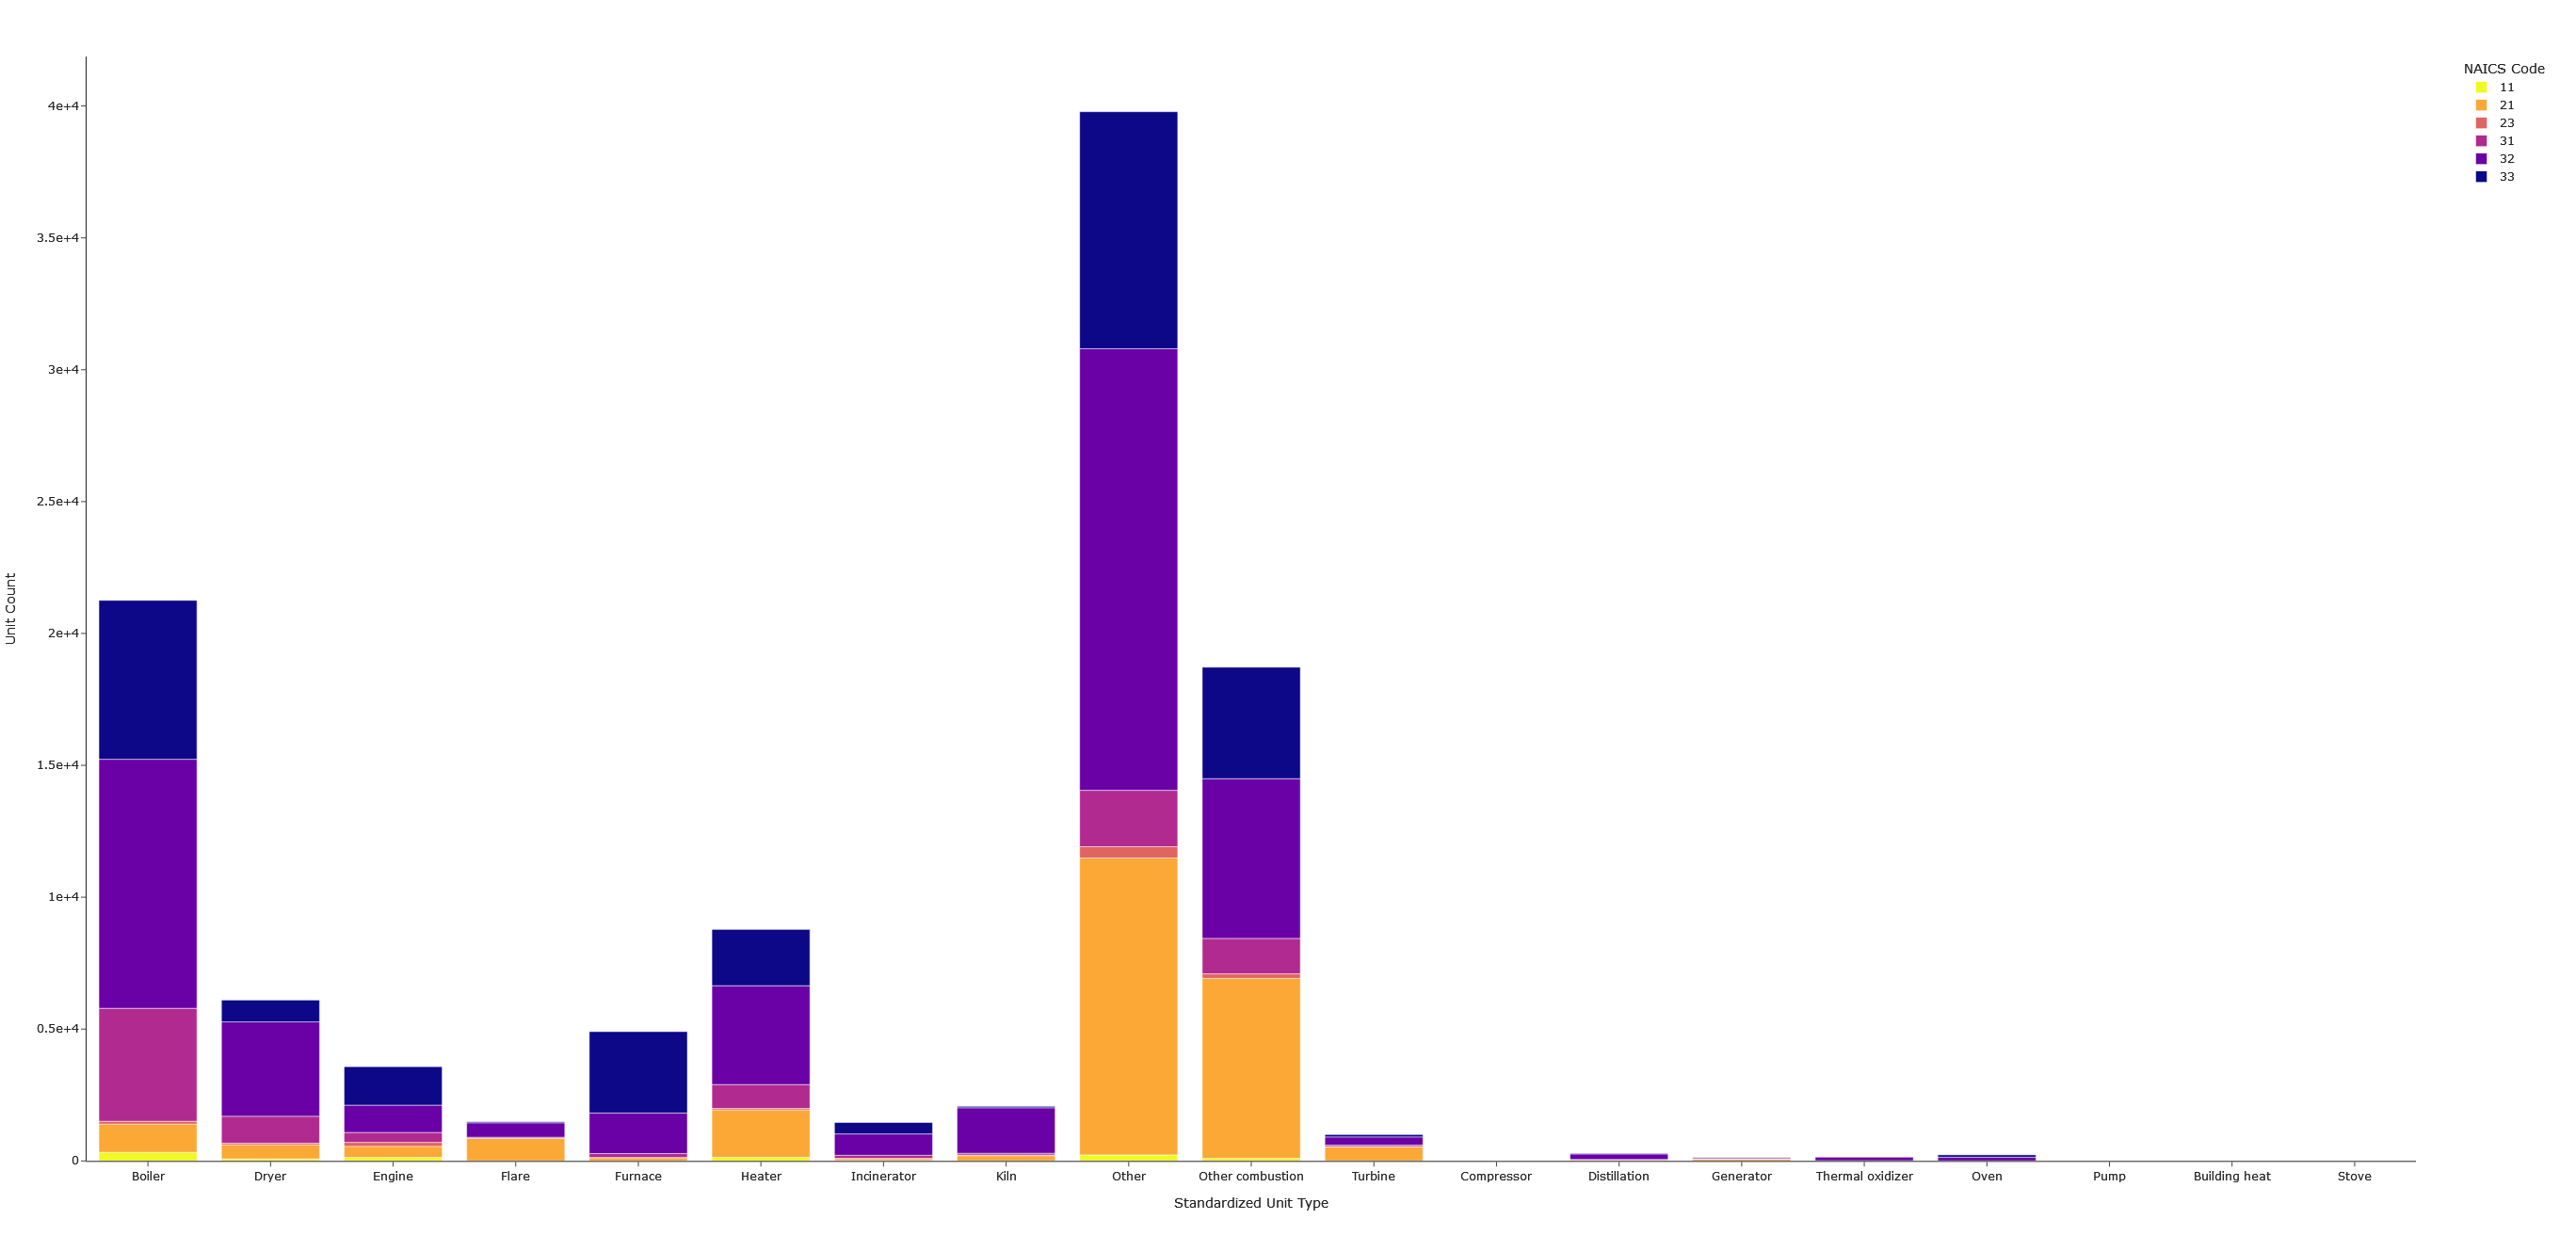 NAICS Code
11
21
23
31
32
33
Unit Count
4e+4
3.5e+4
3e+4
2.5e+4
2e+4
1.5e+4
1e+4
0.5e+4
0
Boiler Dryer Engine Flare Furnace Heater Incinerator Kiln Other Other combustion Turbine Compressor Distillation Generator Thermal oxidizer Oven Pump Building heat Stove
Standardized Unit Type